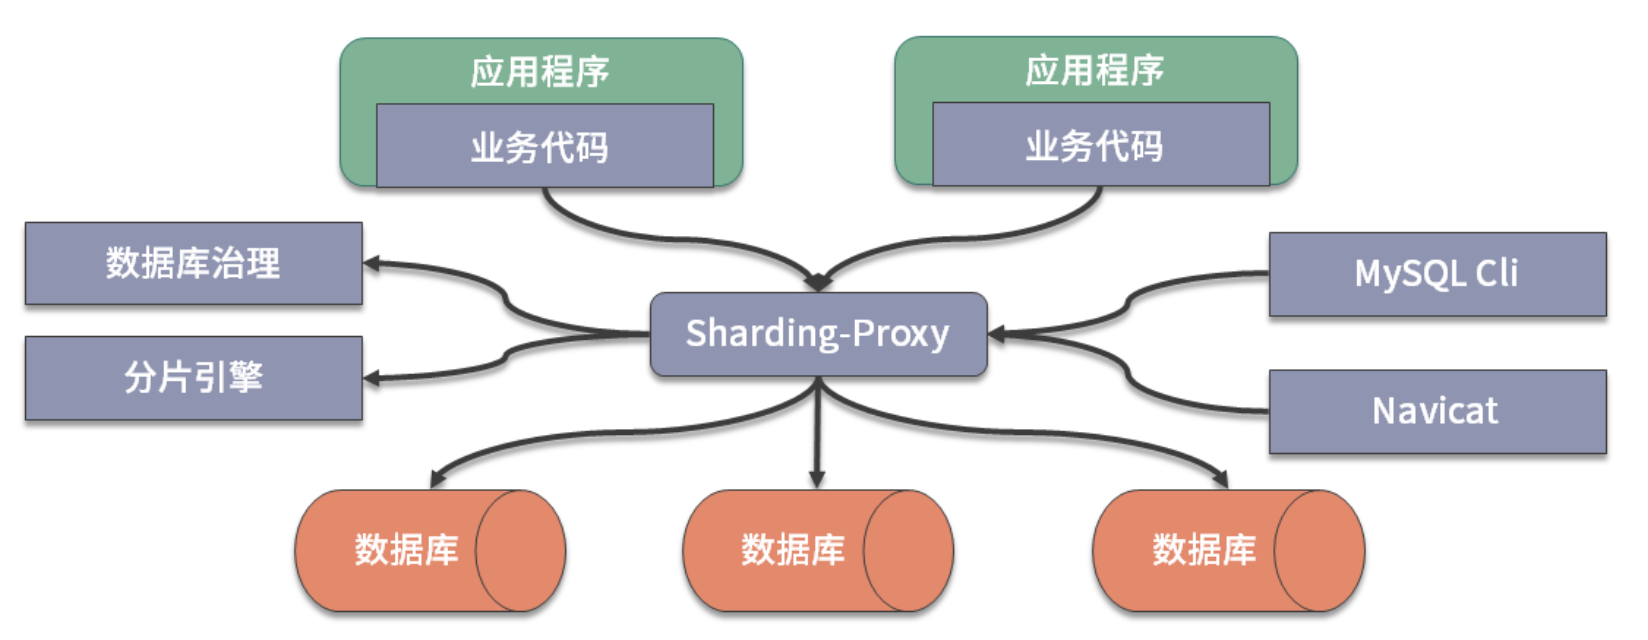 应用程序
业务代码
应用程序
业务代码
数据库治理
分片引擎
Sharding-Proxy
MySQL Cli
Navicat
数据库
数据库
数据库